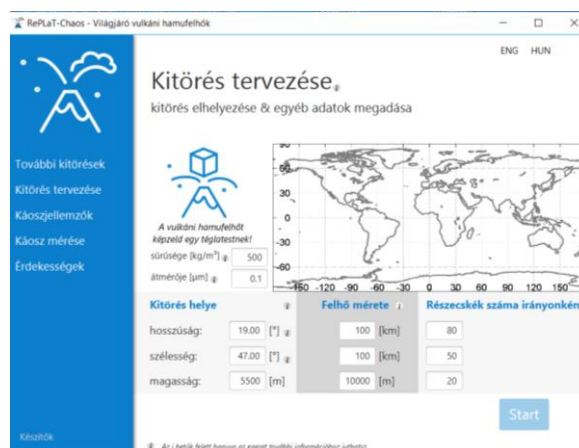 RePLaT-Chaos - Világjáró vulkáni hamufelhők
ENG HUN
Kitörés tervezése
kitörés elhelyezése & egyéb adatok megadása
További kitörések
Kitörés tervezése
Káoszjellemzők
Káosz mérése
Érdekességek
A vulkáni hamufelhőt
képzeld egy téglatestnek!
sűrűsége [kg/m³] 500
átmérője [µm] 0.1
60
30
0
-30
-60
-150 -120 -90 -60 -30 0 30 60 90 120 150
Kitörés helye Felhő mérete Részecskék száma irányonkén
hosszúság: 19.00 [°] 100 [km] 80
szélesség: 47.00 [°] 100 [km] 50
magasság: 5500 [m] 10000 [m] 20
Start
Készítők